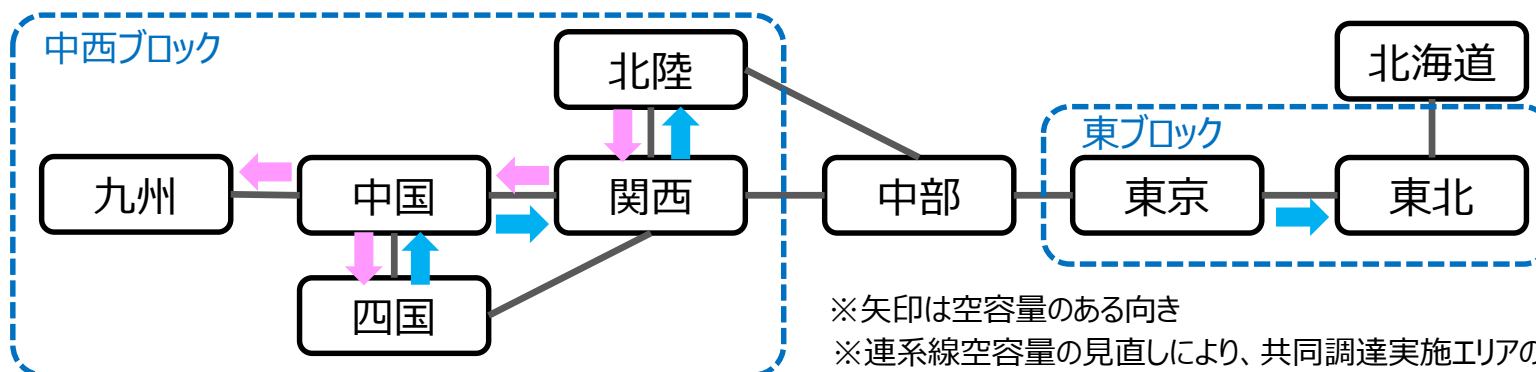 中西ブロック
北陸
北海道
東ブロック
九州
中国
関西
中部
東京
東北
四国
※矢印は空容量のある向き
※連系線空容量の見直しにより、共同調達実施エリアの